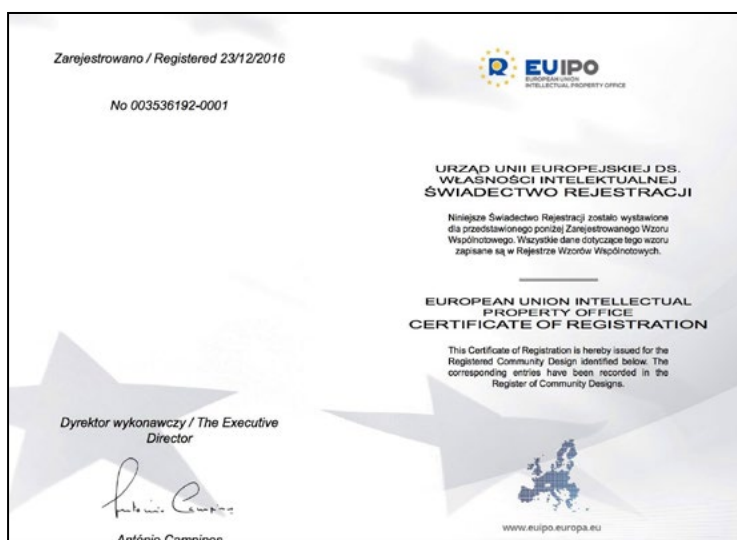 Zarejestrowano / Registered 23/12/2016
No 003536192-0001
Dyrektor wykonawczy / The Executive
Director
António Campinos
EUIPO
EUROPEAN UNION
INTELLECTUAL PROPERTY OFFICE
URZĄD UNII EUROPEJSKIEJ DS.
WŁASNOŚCI INTELEKTUALNEJ
ŚWIADECTWO REJESTRACJI
Niniejsze Świadectwo Rejestracji zostało wystawione
dla przedstawionego poniżej Zarejestrowanego Wzoru
Wspólnotowego. Wszystkie dane dotyczące tego wzoru
zapisane są w Rejestrze Wzorów Wspólnotowych.
EUROPEAN UNION INTELLECTUAL
PROPERTY OFFICE
CERTIFICATE OF REGISTRATION
This Certificate of Registration is hereby issued for the
Registered Community Design identified below. The
corresponding entries have been recorded in the
Register of Community Designs.
www.euipo.europa.eu